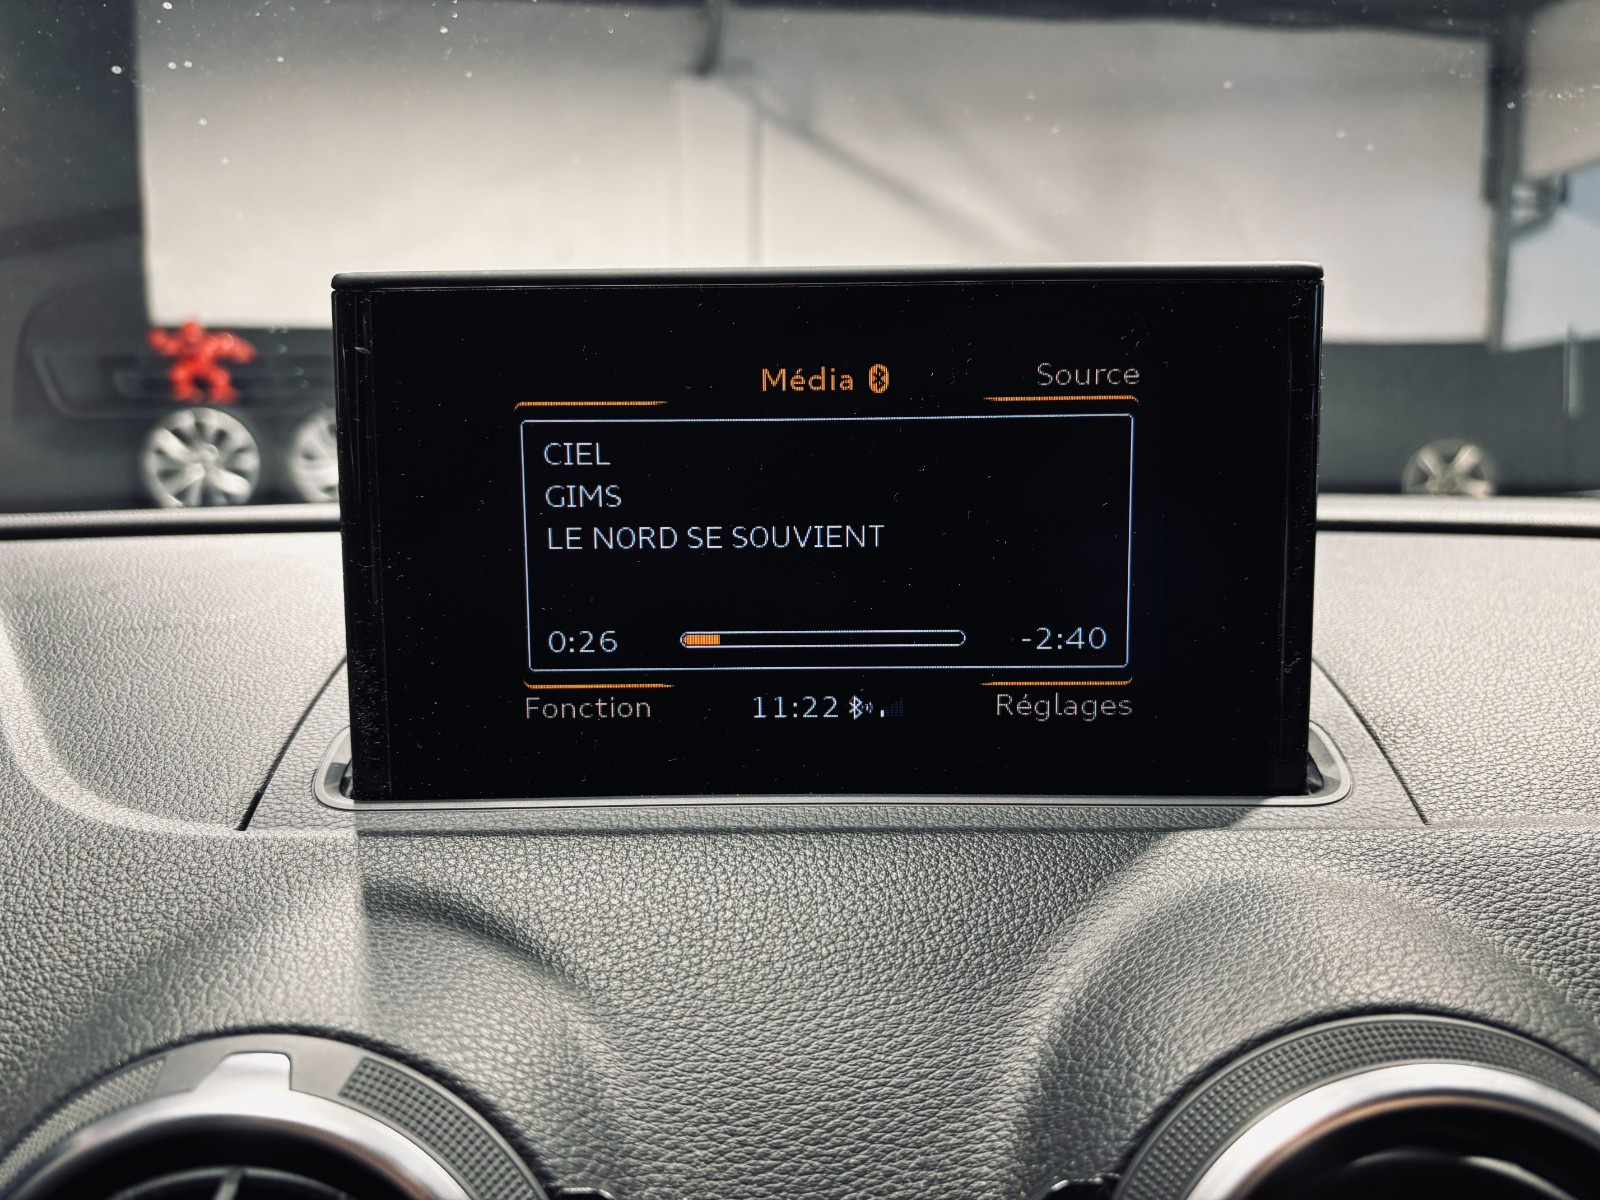 Média
Source
CIEL
GIMS
LE NORD SE SOUVIENT
0:26
-2:40
Fonction
11:22
Réglages